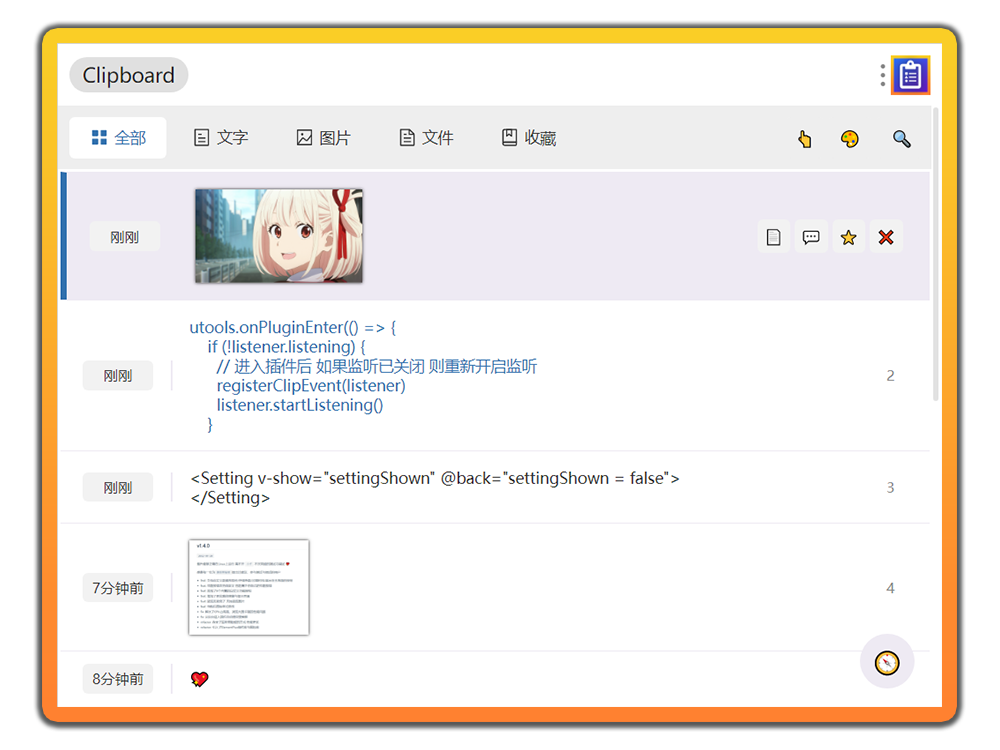 Clipboard
全部 文字 图片 文件 收藏
刚刚
utools.onPluginEnter(() => {
if (!listener.listening) {
// 进入插件后 如果监听已关闭 则重新开启监听
刚刚
registerClipEvent(listener)
2
listener.startListening()
}
<Setting v-show="settingShown" @back="settingShown = false">
刚刚
3
</Setting>
v1.4.0
7分钟前
4
8分钟前